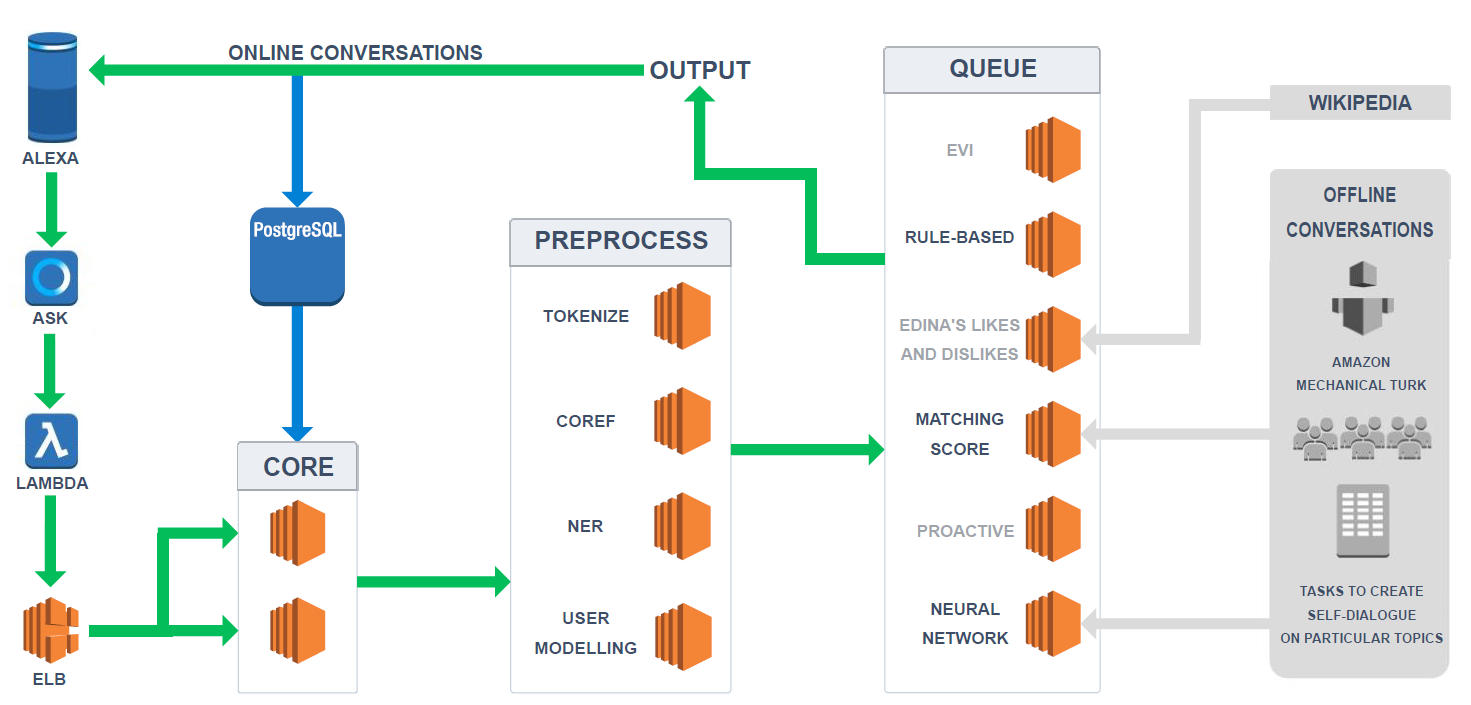 ONLINE CONVERSATIONS
OUTPUT
ALEXA
ASK
LAMBDA
ELB
PostgreSQL
CORE
PREPROCESS
TOKENIZE
COREF
NER
USER
MODELLING
QUEUE
EVI
RULE-BASED
EDINA'S LIKES
AND DISLIKES
MATCHING
SCORE
PROACTIVE
NEURAL
NETWORK
WIKIPEDIA
OFFLINE
CONVERSATIONS
AMAZON
MECHANICAL TURK
TASKS TO CREATE
SELF-DIALOGUE
ON PARTICULAR TOPICS